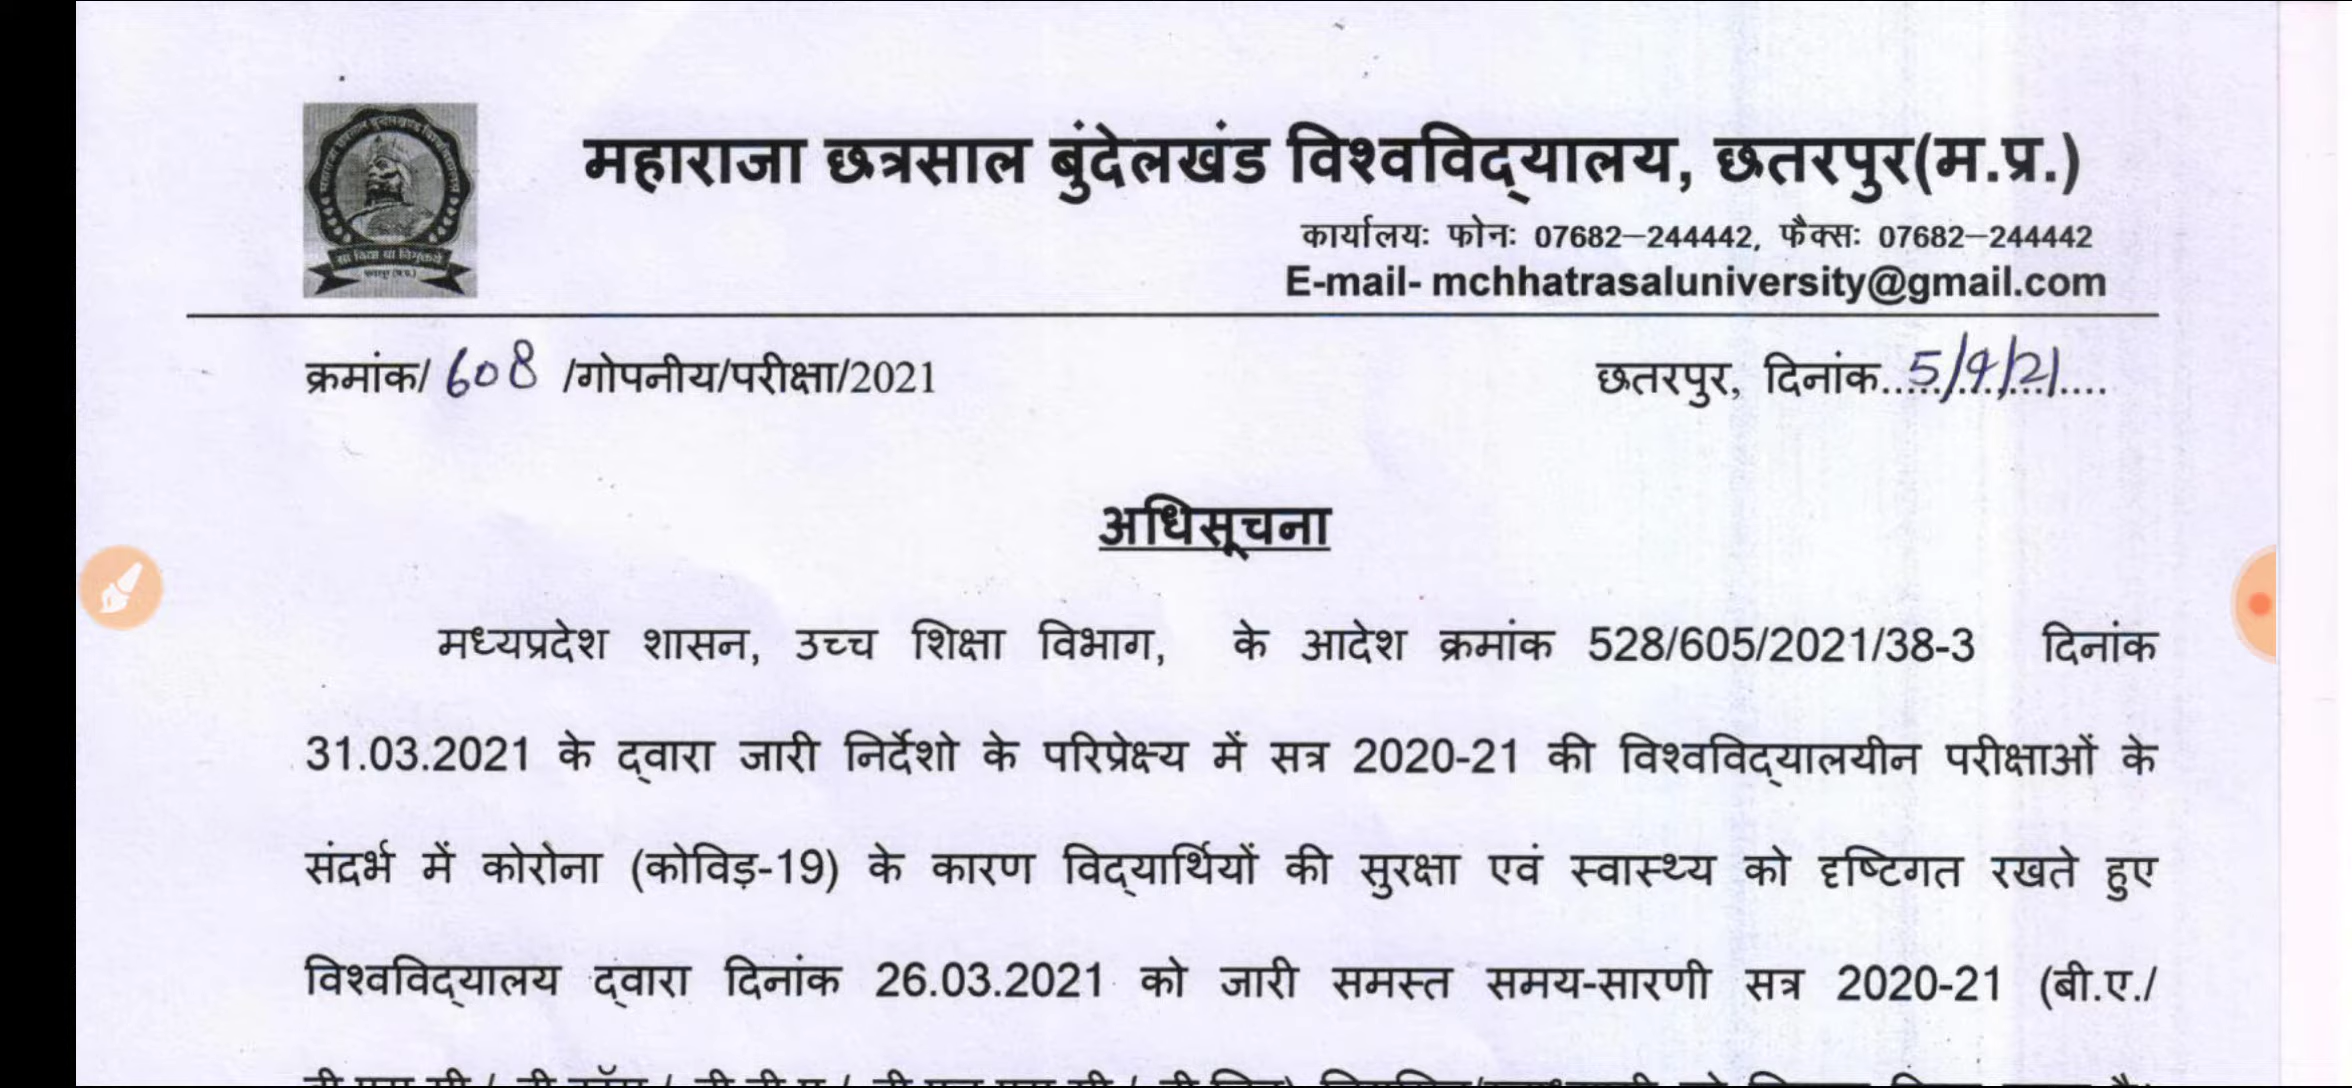 महाराजा छत्रसाल बुंदेलखंड विश्वविद्यालय, छतरपुर(म.प्र.)
कार्यालयः फोनः 07682–244442, फैक्सः 07682–244442
E-mail- mchhatrasaluniversity@gmail.com
क्रमांक/ 608 /गोपनीय/परीक्षा/2021 छतरपुर, दिनांक..5/4/21....
अधिसूचना
मध्यप्रदेश शासन, उच्च शिक्षा विभाग, के आदेश क्रमांक 528/605/2021/38-3 दिनांक
31.03.2021 के द्वारा जारी निर्देशो के परिप्रेक्ष्य में सत्र 2020-21 की विश्वविद्यालयीन परीक्षाओं के
संदर्भ में कोरोना (कोविड़-19) के कारण विद्यार्थियों की सुरक्षा एवं स्वास्थ्य को दृष्टिगत रखते हुए
विश्वविद्यालय द्वारा दिनांक 26.03.2021 को जारी समस्त समय-सारणी सत्र 2020-21 (बी.ए./